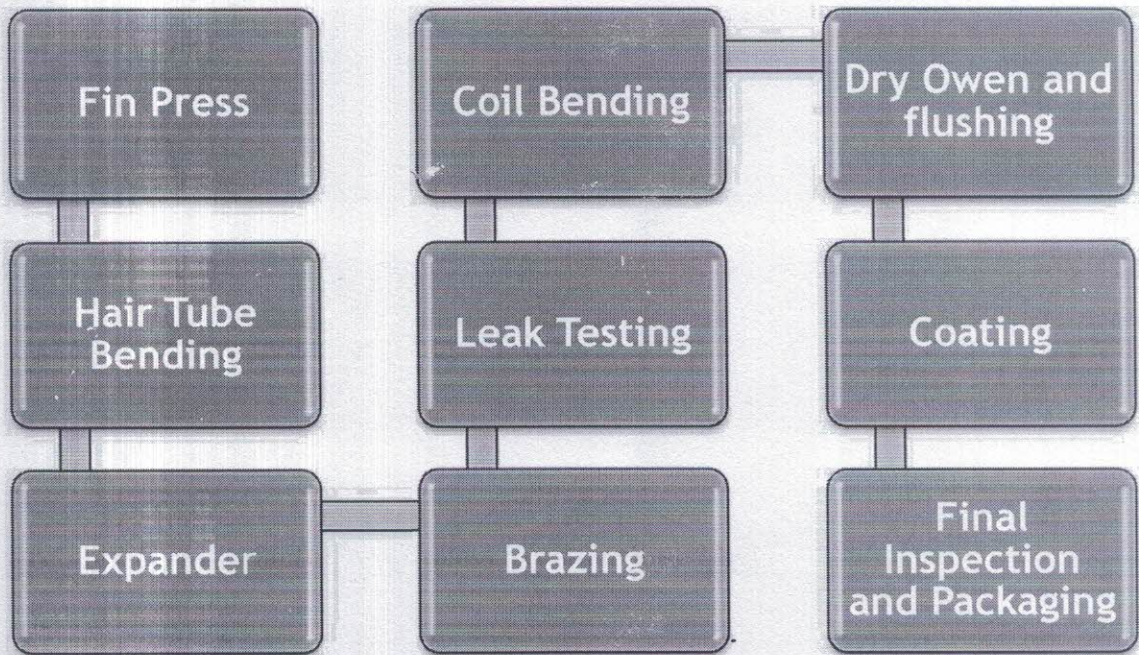 Fin Press
Hair Tube
Bending
Expander
Brazing
Leak Testing
Coil Bending
Dry Owen and
flushing
Coating
Final
Inspection
and Packaging